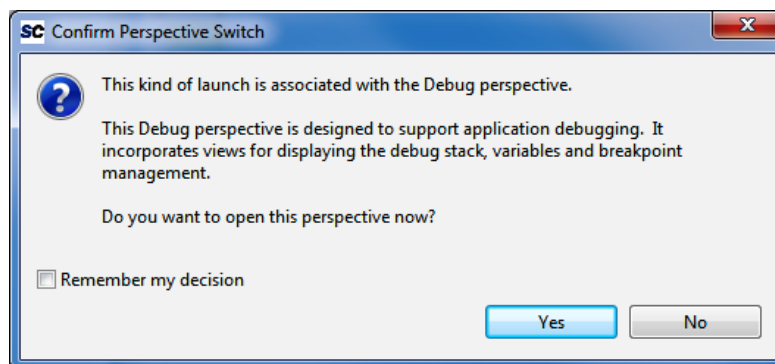 SC Confirm Perspective Switch
X
This kind of launch is associated with the Debug perspective.
This Debug perspective is designed to support application debugging. It
incorporates views for displaying the debug stack, variables and breakpoint
management.
Do you want to open this perspective now?
Remember my decision
Yes No